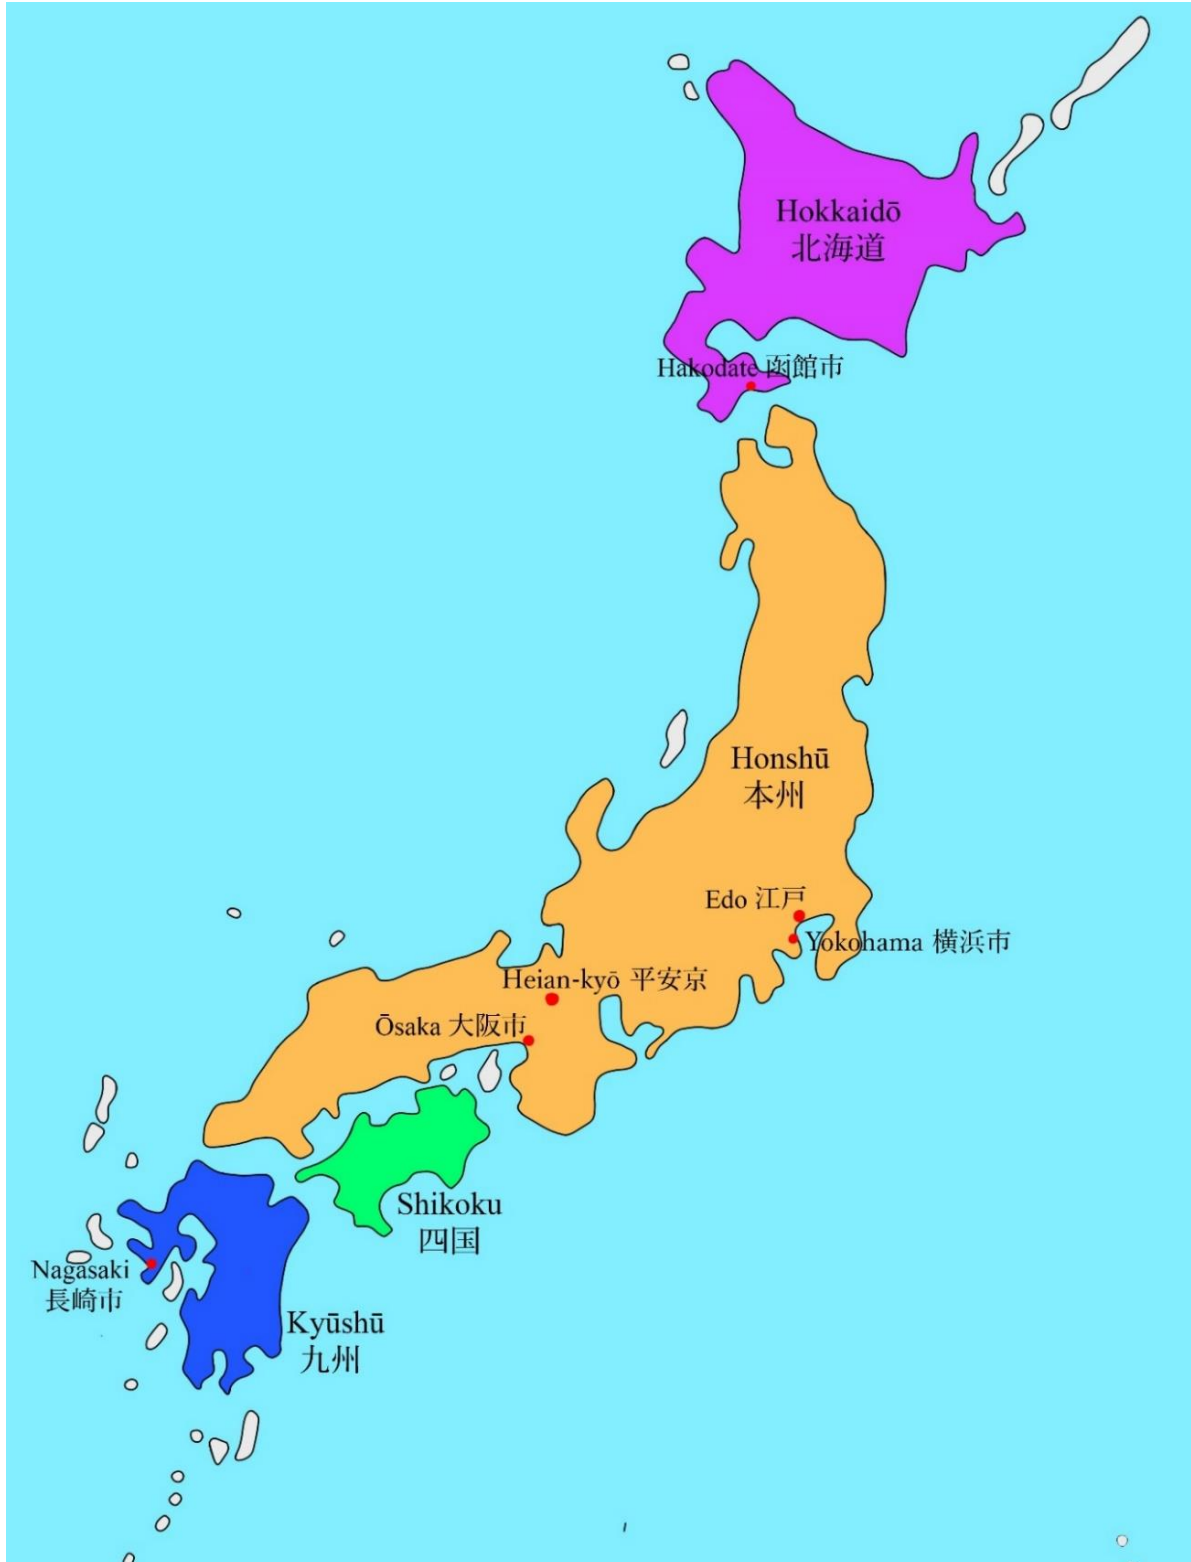 Hokkaidō
北海道
Hakodate 函館市
Honshū
本州
Edo 江戸
Yokohama 横浜市
Heian-kyō 平安京
Ōsaka 大阪市
Shikoku
四国
Nagasaki
長崎市
Kyūshū
九州